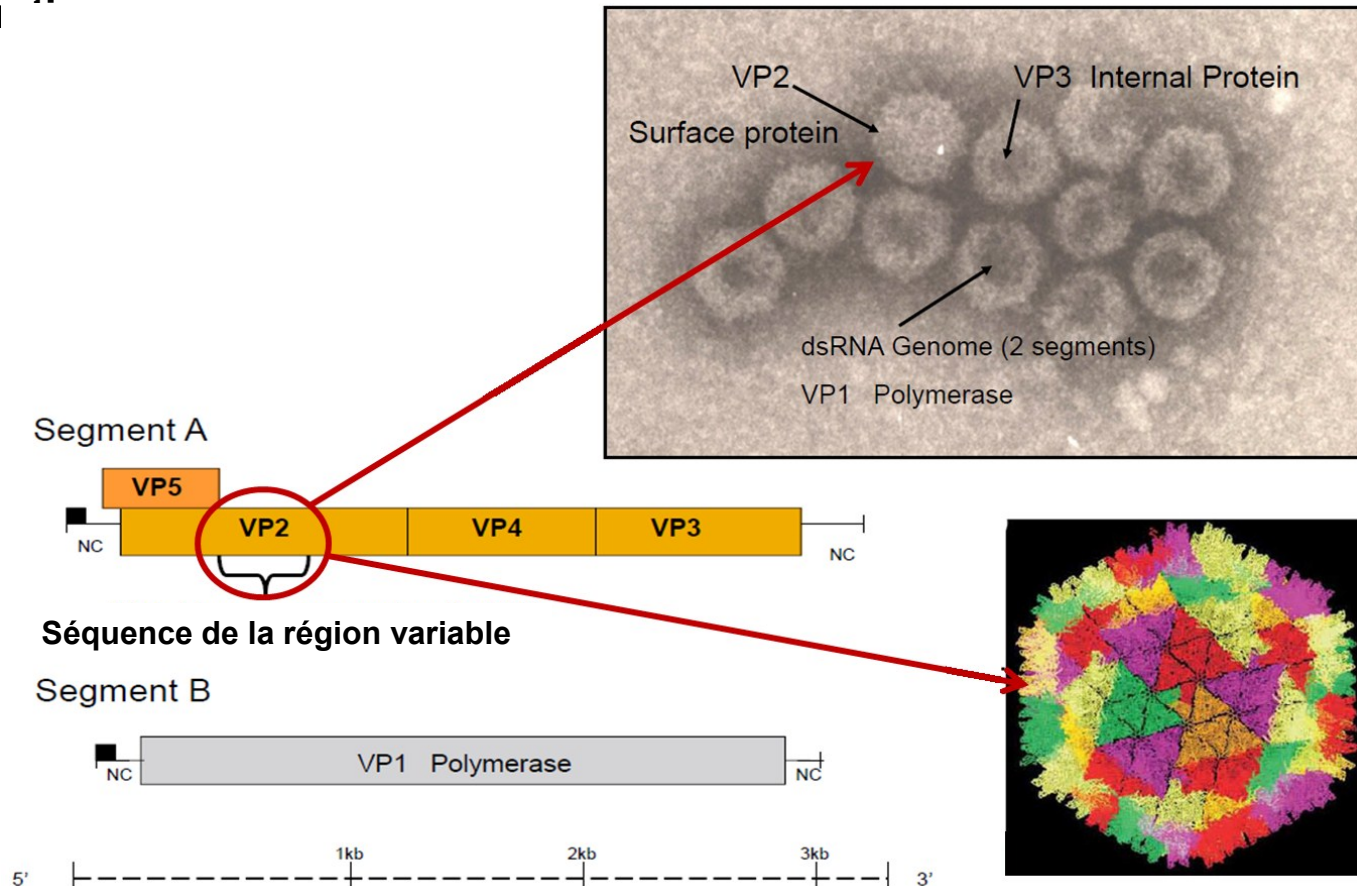 VP2
VP3 Internal Protein
Surface protein
dsRNA Genome (2 segments)
VP1 Polymerase
Segment A
VP5
VP2
VP4
VP3
NC
NC
Séquence de la région variable
Segment B
VP1 Polymerase
NC
NC
1kb
2kb
3kb
5’
3’